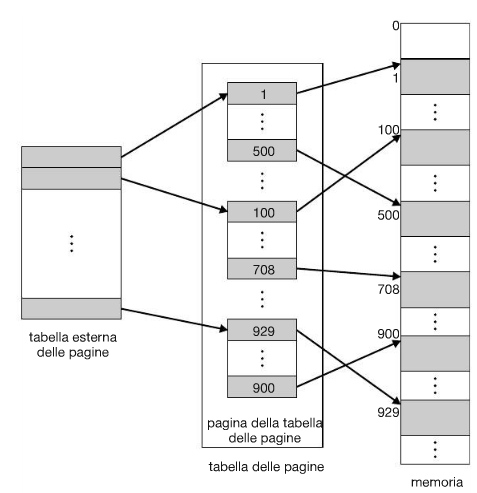 0
1
1
100
500
500
100
708
708
929
900
900
929
tabella esterna
delle pagine
pagina della tabella
delle pagine
tabella delle pagine
memoria